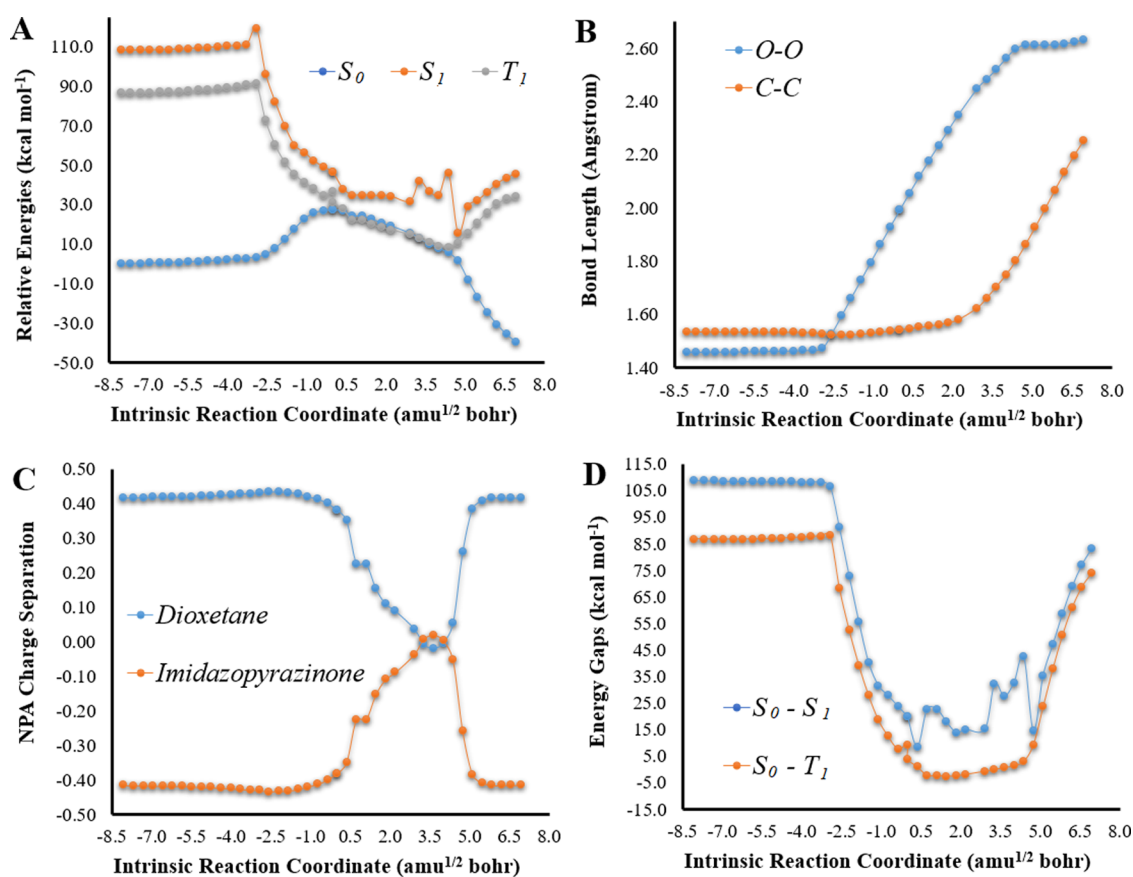 A
Relative Energies (kcal mol-1)
110.0
90.0
70.0
50.0
30.0
10.0
-10.0
-30.0
-50.0
S0 S1 T1
-8.5 -7.0 -5.5 -4.0 -2.5 -1.0 0.5 2.0 3.5 5.0 6.5 8.0
Intrinsic Reaction Coordinate (amu1/2 bohr)
B
Bond Length (Angstrom)
2.60
2.40
2.20
2.00
1.80
1.60
1.40
O-O
C-C
-8.5 -7.0 -5.5 -4.0 -2.5 -1.0 0.5 2.0 3.5 5.0 6.5 8.0
Intrinsic Reaction Coordinate (amu1/2 bohr)
C
NPA Charge Separation
0.50
0.40
0.30
0.20
0.10
0.00
-0.10
-0.20
-0.30
-0.40
-0.50
Dioxetane
Imidazopyrazinone
-8.5 -7.0 -5.5 -4.0 -2.5 -1.0 0.5 2.0 3.5 5.0 6.5 8.0
Intrinsic Reaction Coordinate (amu1/2 bohr)
D
Energy Gaps (kcal mol-1)
115.0
105.0
95.0
85.0
75.0
65.0
55.0
45.0
35.0
25.0
15.0
5.0
-5.0
-15.0
S0 - S1
S0 - T1
-8.5 -7.0 -5.5 -4.0 -2.5 -1.0 0.5 2.0 3.5 5.0 6.5 8.0
Intrinsic Reaction Coordinate (amu1/2 bohr)